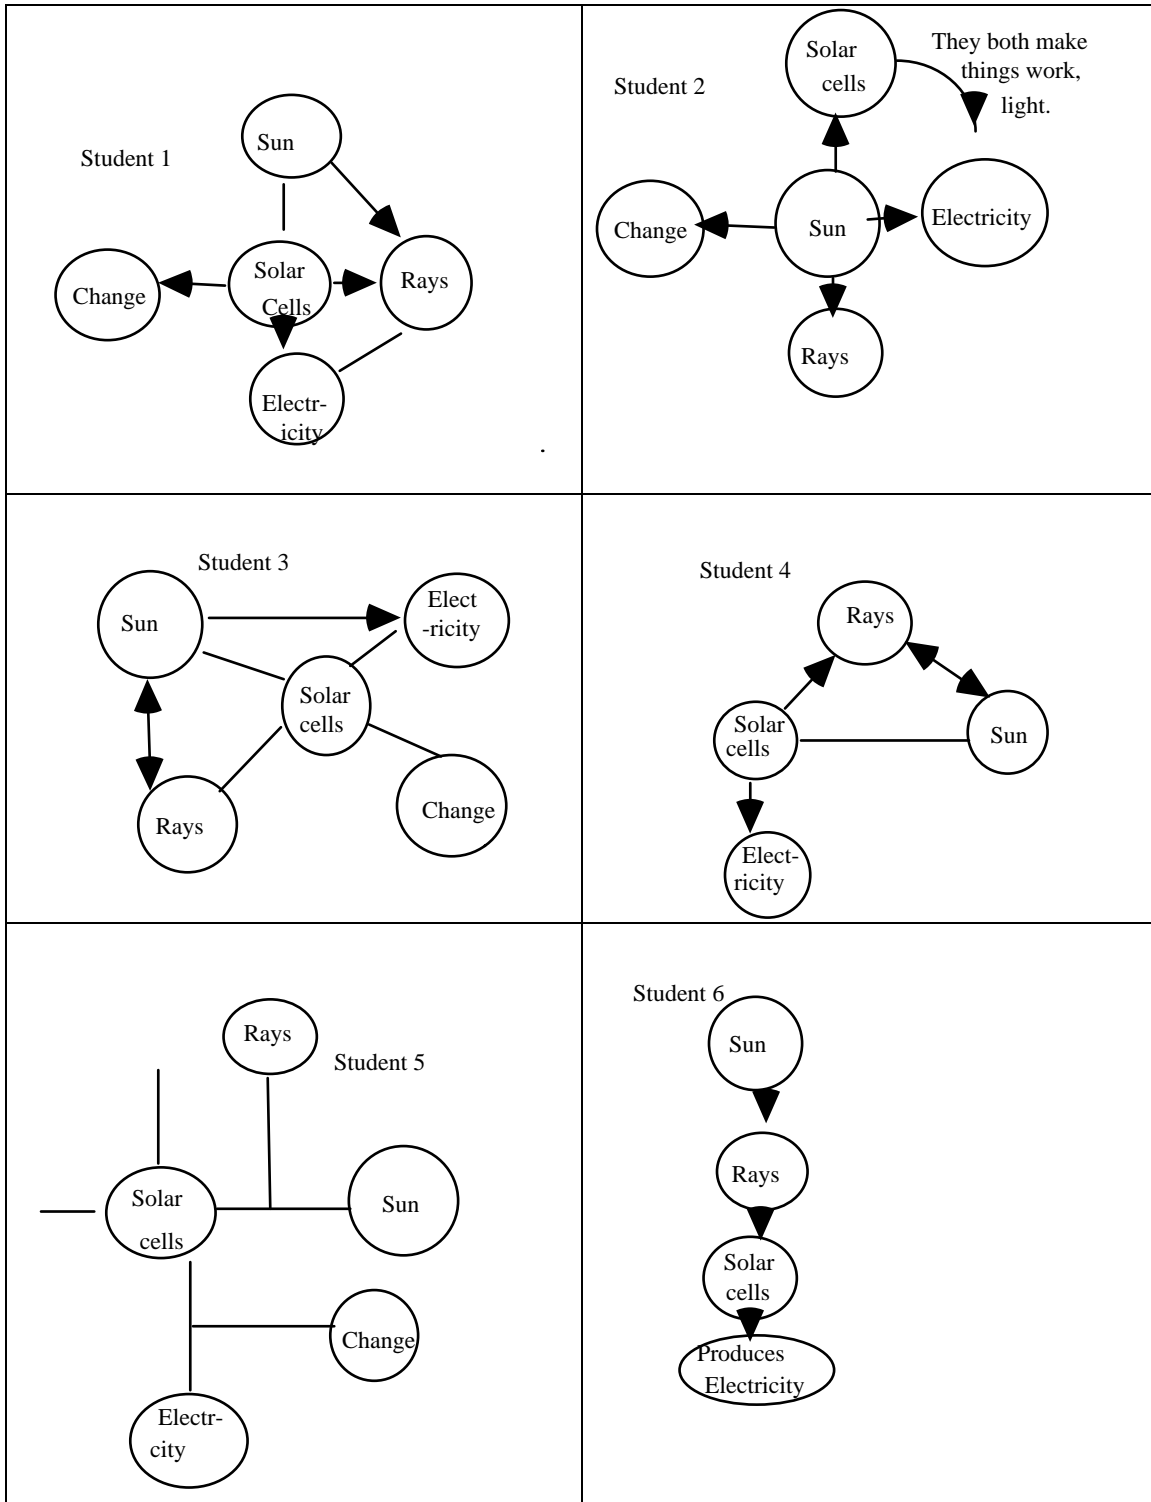 Student 1
Sun
Solar
Cells
Rays
Change
Electr-
icity
Student 2
Solar
cells
They both make
things work,
light.
Change
Sun
Electricity
Rays
Student 3
Sun
Elect
-ricity
Solar
cells
Rays
Change
Student 4
Rays
Solar
cells
Sun
Elect-
ricity
Rays
Student 5
Solar
cells
Sun
Change
Electr-
city
Student 6
Sun
Rays
Solar
cells
Produces
Electricity